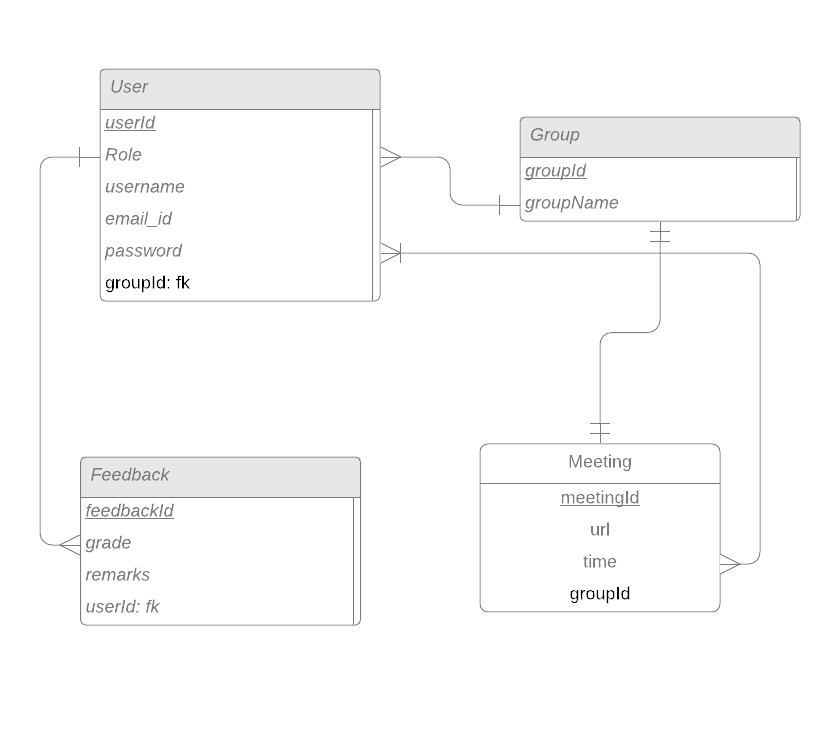 User
userId
Role
username
email_id
password
groupId: fk
Group
groupId
groupName
Feedback
feedbackId
grade
remarks
userId: fk
Meeting
meetingId
url
time
groupId